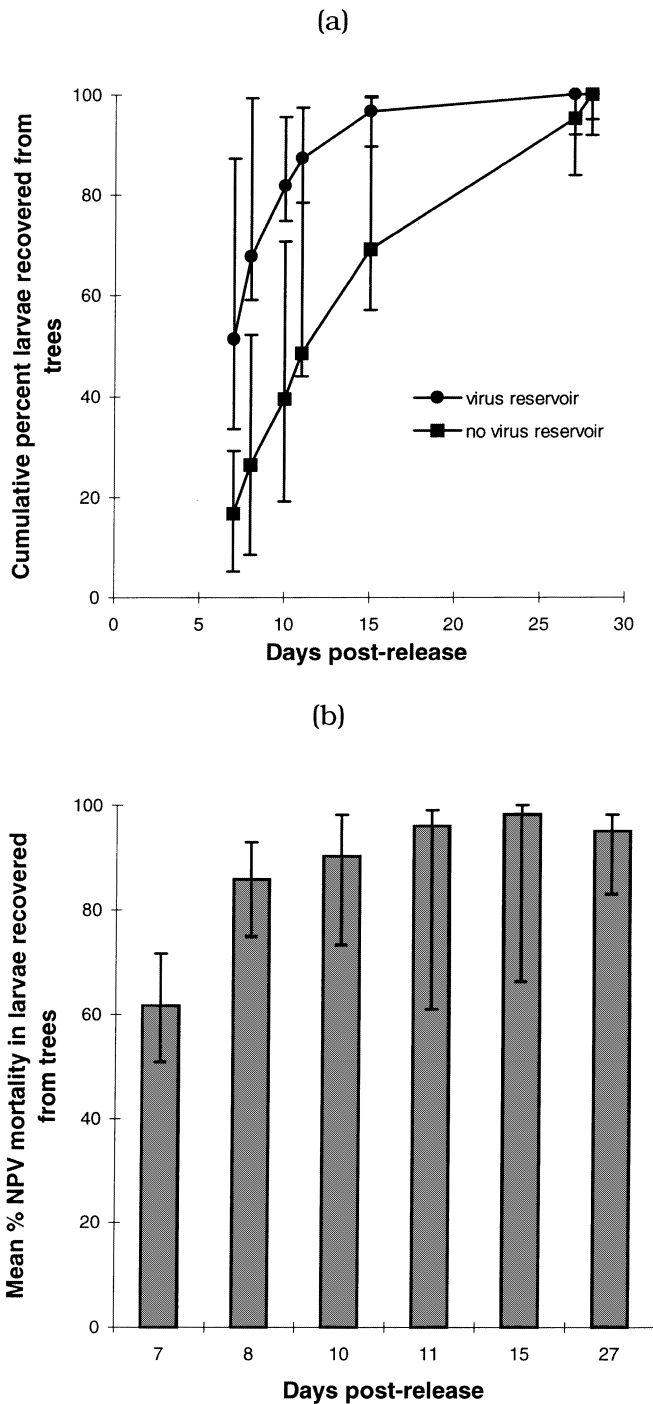 (a)
Cumulative percent larvae recovered from
trees
100
80
60
40
20
0
virus reservoir
no virus reservoir
0 5 10 15 20 25 30
Days post-release
(b)
Mean % NPV mortality in larvae recovered
from trees
100
80
60
40
20
0
7 8 10 11 15 27
Days post-release